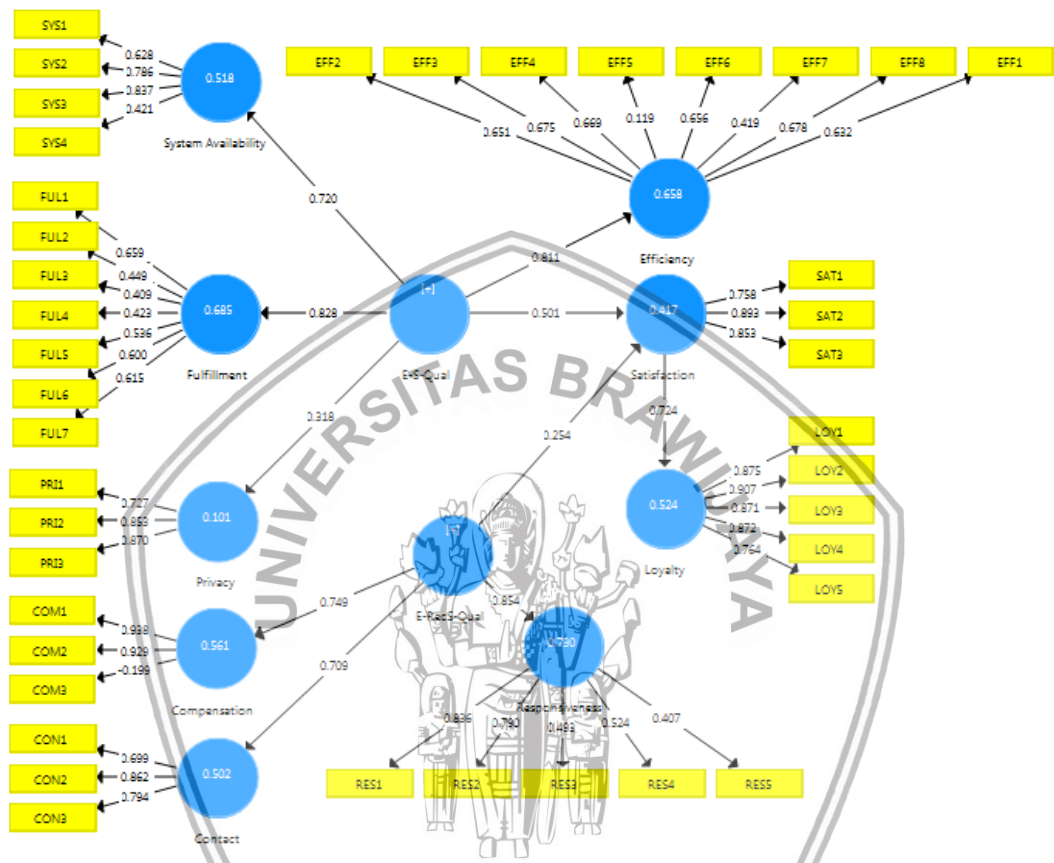 SYS1
SYS2
SYS3
SYS4
0.628
0.786
0.837
0.421
0.518
System Availability
EFF2
EFF3
EFF4
EFF5
EFF6
EFF7
EFF8
EFF1
0.651
0.675
0.669
0.119
0.656
0.419
0.678
0.632
0.658
Efficiency
0.720
0.811
FUL1
FUL2
FUL3
FUL4
FUL5
FUL6
FUL7
0.659
0.449
0.409
0.423
0.536
0.600
0.615
0.685
Fulfillment
0.828
[+]
E-S-Qual
0.501
0.417
Satisfaction
0.758
0.893
0.853
SAT1
SAT2
SAT3
UNIVERSITAS BRAWIJAYA
0.318
0.254
0.724
PRI1
PRI2
PRI3
0.727
0.853
0.870
0.101
Privacy
[+]
E-RecS-Qual
0.524
Loyalty
0.875
0.907
0.871
0.872
0.764
LOY1
LOY2
LOY3
LOY4
LOY5
COM1
COM2
COM3
0.938
0.929
-0.199
0.561
Compensation
0.749
0.854
0.709
CON1
CON2
CON3
0.699
0.862
0.794
0.502
Contact
Responsiveness
0.836
0.790
0.493
0.524
0.407
RES1
RES2
RES3
RES4
RES5